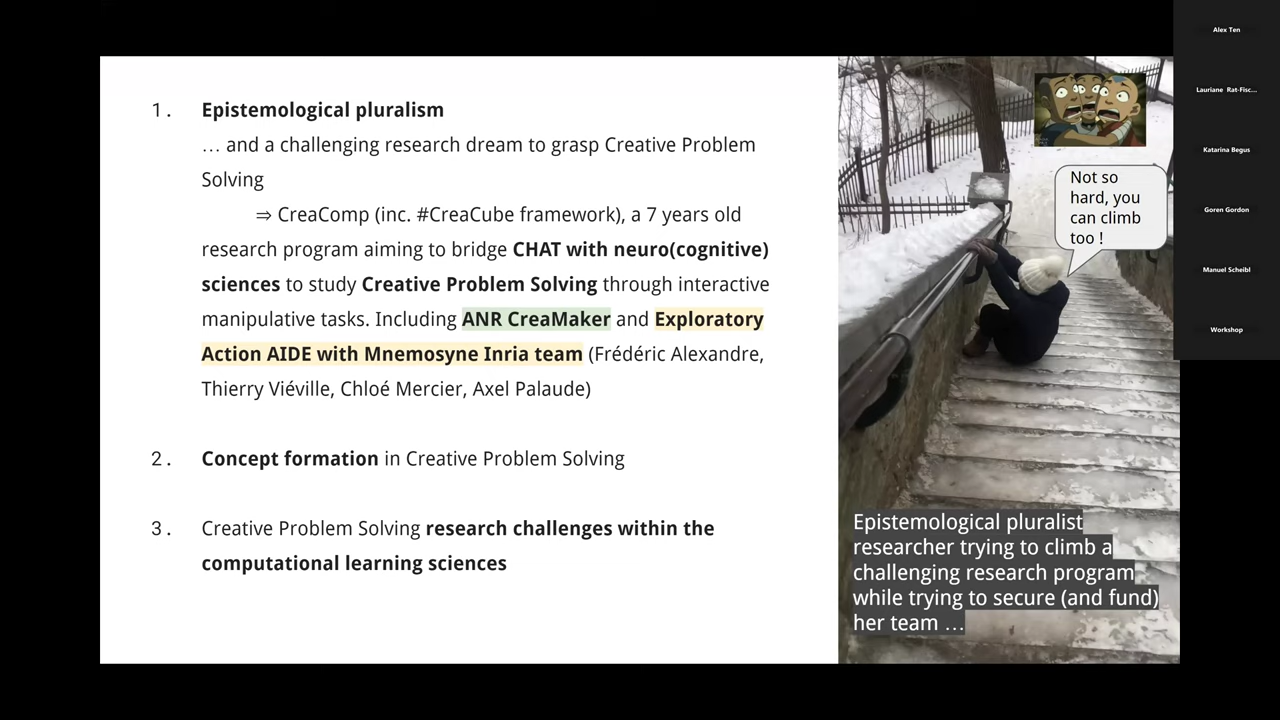 1. Epistemological pluralism
… and a challenging research dream to grasp Creative Problem
Solving
⇒ CreaComp (inc. #CreaCube framework), a 7 years old
research program aiming to bridge CHAT with neuro(cognitive)
sciences to study Creative Problem Solving through interactive
manipulative tasks. Including ANR CreaMaker and Exploratory
Action AIDE with Mnemosyne Inria team (Frédéric Alexandre,
Thierry Viéville, Chloé Mercier, Axel Palaude)
2. Concept formation in Creative Problem Solving
3. Creative Problem Solving research challenges within the
computational learning sciences
Not so
hard, you
can climb
too !
Epistemological pluralist
researcher trying to climb a
challenging research program
while trying to secure (and fund)
her team …
Alex Ten
Lauriane Rat-Fisc...
Katarina Begus
Goren Gordon
Manuel Scheibl
Workshop